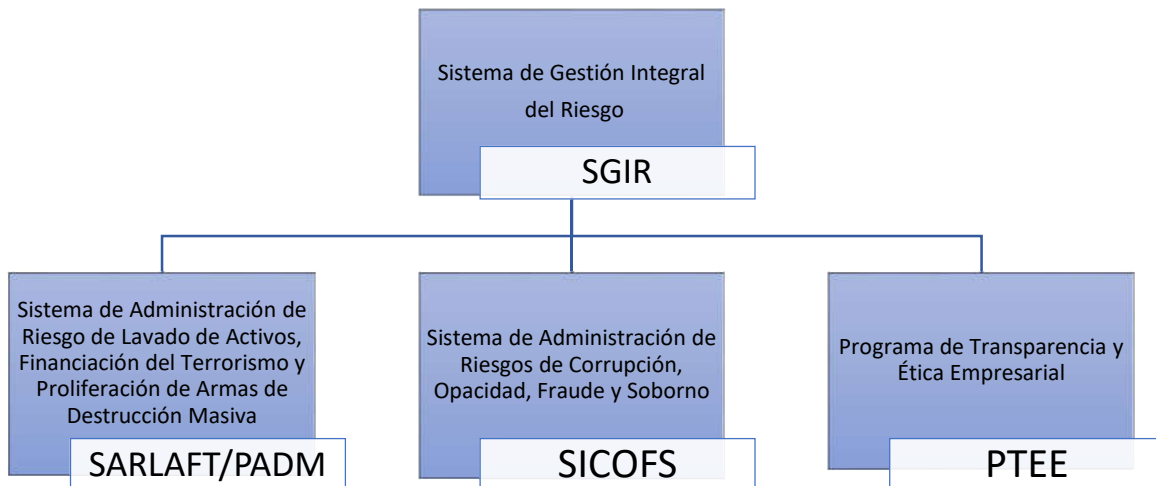 Sistema de Gestión Integral
del Riesgo
SGIR
Sistema de Administración de
Riesgo de Lavado de Activos,
Financiación del Terrorismo y
Proliferación de Armas de
Destrucción Masiva
SARLAFT/PADM
Sistema de Administración de
Riesgos de Corrupción,
Opacidad, Fraude y Soborno
SICOFS
Programa de Transparencia y
Ética Empresarial
PTEE